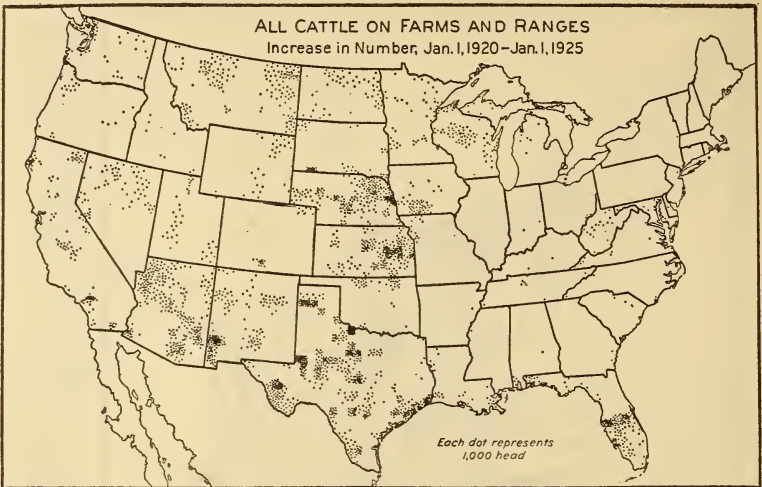 ALL CATTLE ON FARMS AND RANGES
Increase in Number, Jan. 1, 1920-Jan. 1, 1925
Each dot represents
1,000 head